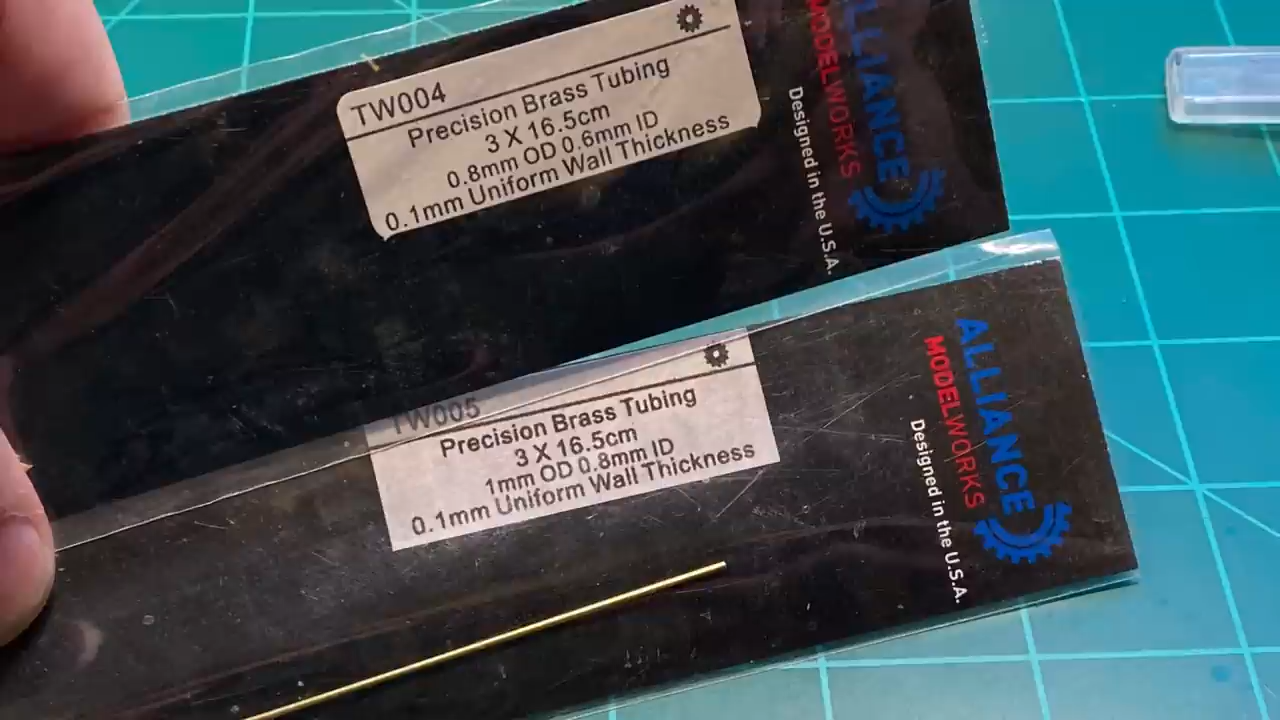 TW004
Precision Brass Tubing
3 X 16.5cm
0.8mm OD 0.6mm ID
0.1mm Uniform Wall Thickness
ALLIANCE
MODELWORKS
Designed in the U.S.A.
TW005
Precision Brass Tubing
3 X 16.5cm
1mm OD 0.8mm ID
0.1mm Uniform Wall Thickness
ALLIANCE
MODELWORKS
Designed in the U.S.A.